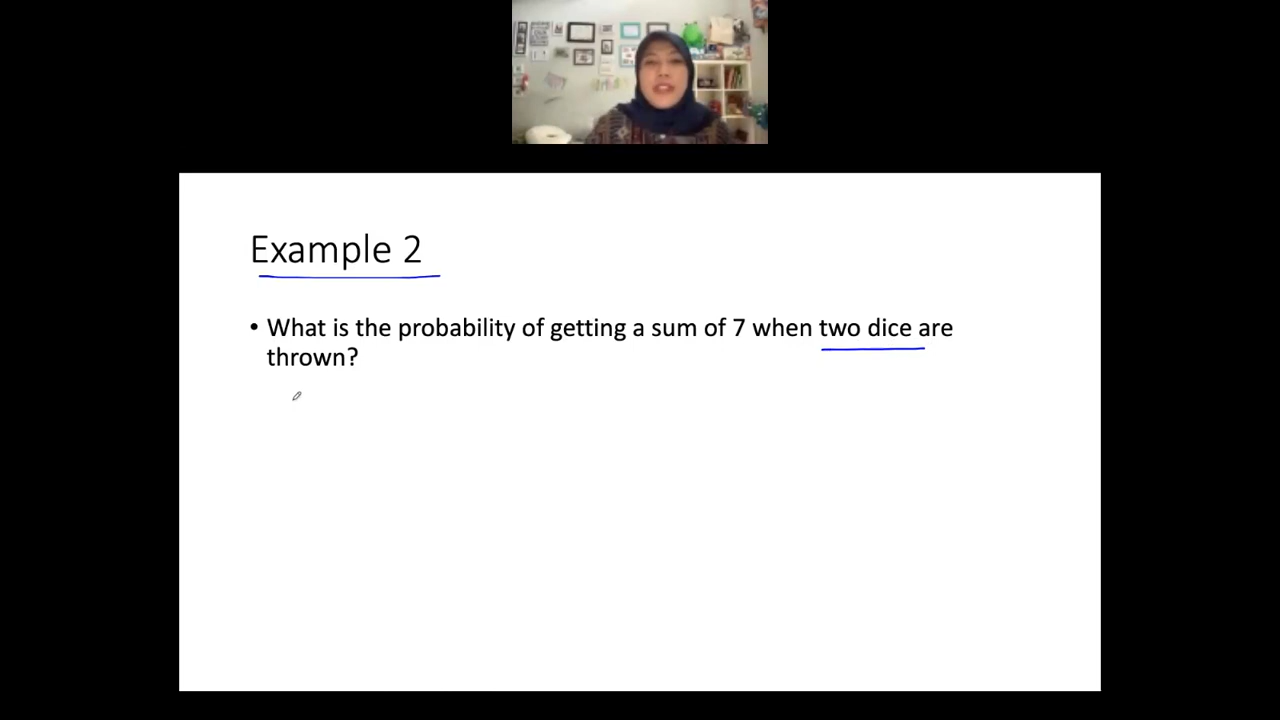 Example 2
• What is the probability of getting a sum of 7 when two dice are
thrown?